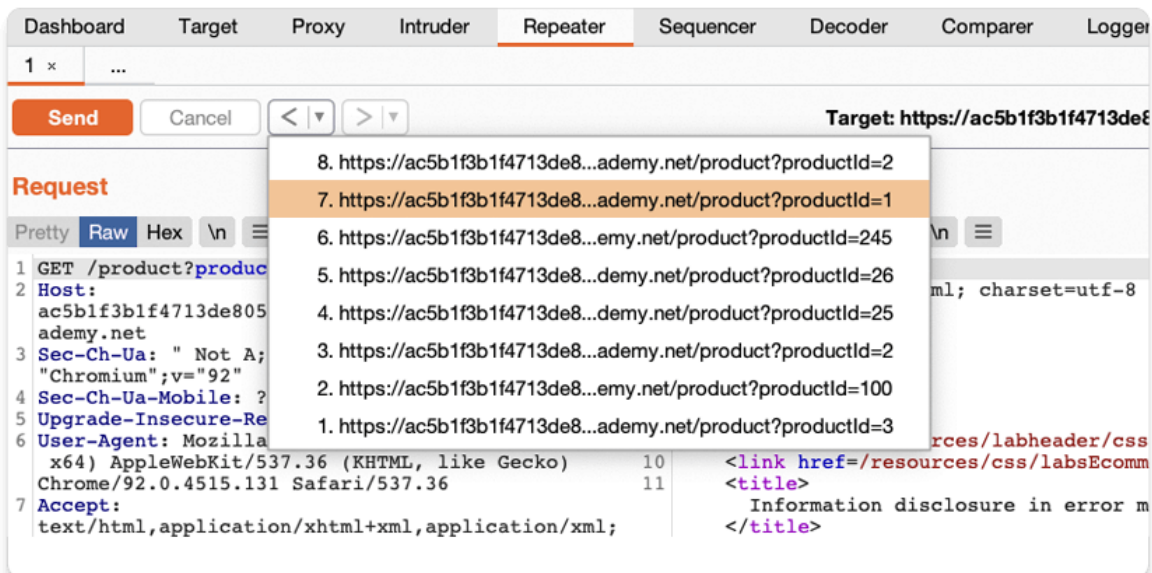 Dashboard Target Proxy Intruder Repeater Sequencer Decoder Comparer Logger
1 × ...
Send Cancel < ▼ > ▼ Target: https://ac5b1f3b1f4713de8
8. https://ac5b1f3b1f4713de8...ademy.net/product?productId=2
7. https://ac5b1f3b1f4713de8...ademy.net/product?productId=1
6. https://ac5b1f3b1f4713de8...emy.net/product?productId=245
5. https://ac5b1f3b1f4713de8...demy.net/product?productId=26
4. https://ac5b1f3b1f4713de8...demy.net/product?productId=25
3. https://ac5b1f3b1f4713de8...ademy.net/product?productId=2
2. https://ac5b1f3b1f4713de8...emy.net/product?productId=100
1. https://ac5b1f3b1f4713de8...ademy.net/product?productId=3
Request
Pretty Raw Hex \n ≡
1 GET /product?produc
2 Host:
ac5b1f3b1f4713de805
ademy.net
3 Sec-Ch-Ua: " Not A;
"Chromium";v="92"
4 Sec-Ch-Ua-Mobile: ?
5 Upgrade-Insecure-Re
6 User-Agent: Mozilla
x64) AppleWebKit/537.36 (KHTML, like Gecko)
Chrome/92.0.4515.131 Safari/537.36
7 Accept:
text/html,application/xhtml+xml,application/xml;
\n ≡
ml; charset=utf-8
rces/labheader/css
10 <link href=/resources/css/labsEcomm
11 <title>
Information disclosure in error m
</title>